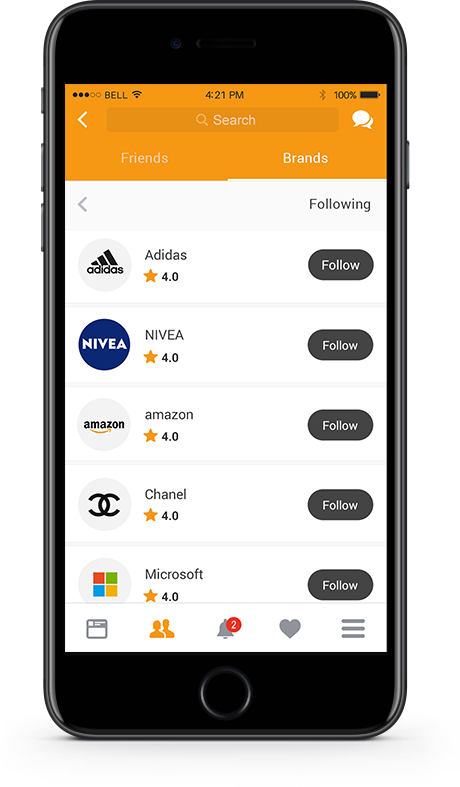 BELL 4:21 PM 100%
Search
Friends Brands
Following
adidas Adidas
4.0 Follow
NIVEA NIVEA
4.0 Follow
amazon amazon
4.0 Follow
Chanel
4.0 Follow
Microsoft
4.0 Follow
2